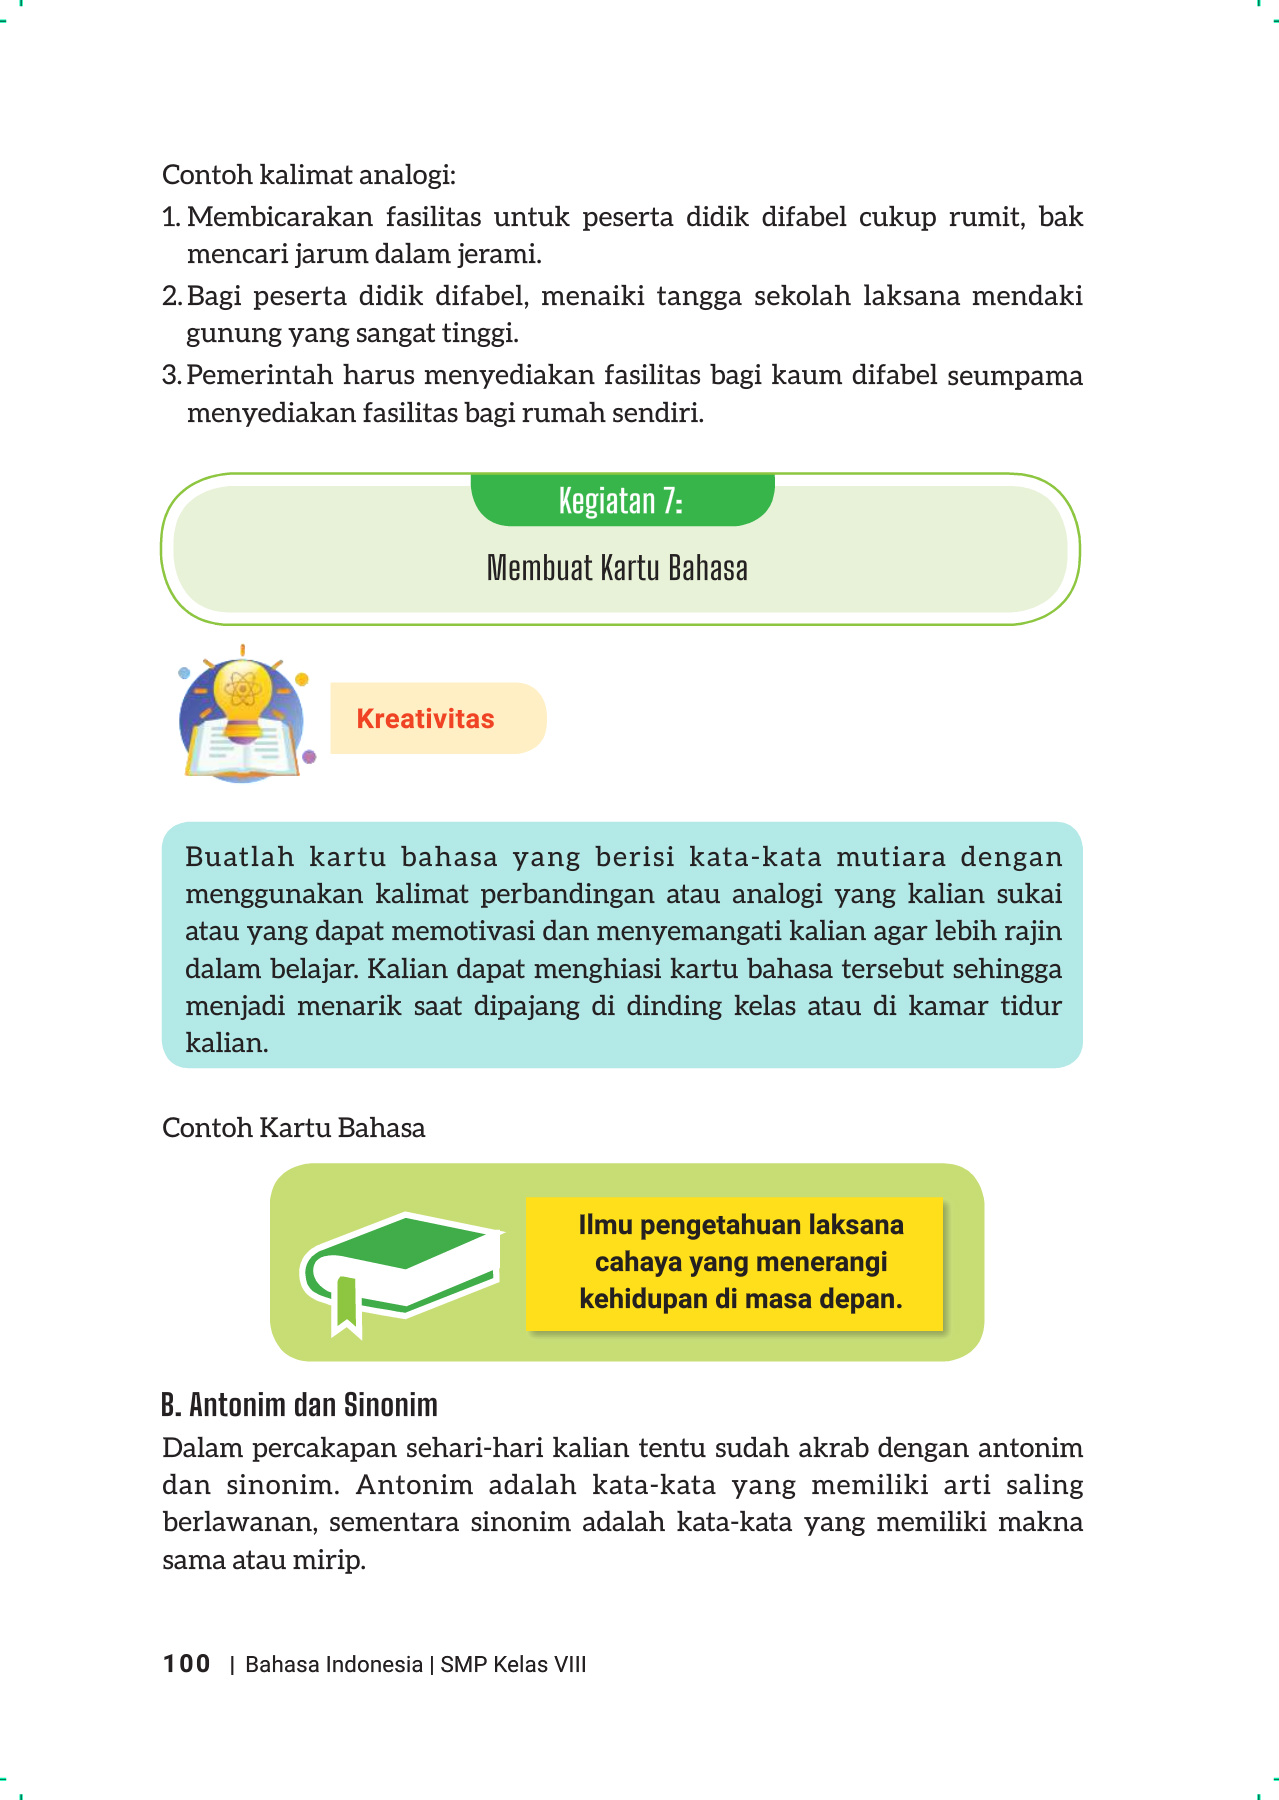 Contoh kalimat analogi:
1. Membicarakan fasilitas untuk peserta didik difabel cukup rumit, bak
mencari jarum dalam jerami.
2. Bagi peserta didik difabel, menaiki tangga sekolah laksana mendaki
gunung yang sangat tinggi.
3. Pemerintah harus menyediakan fasilitas bagi kaum difabel seumpama
menyediakan fasilitas bagi rumah sendiri.
Kegiatan 7:
Membuat Kartu Bahasa
Kreativitas
Buatlah kartu bahasa yang berisi kata-kata mutiara dengan
menggunakan kalimat perbandingan atau analogi yang kalian sukai
atau yang dapat memotivasi dan menyemangati kalian agar lebih rajin
dalam belajar. Kalian dapat menghiasi kartu bahasa tersebut sehingga
menjadi menarik saat dipajang di dinding kelas atau di kamar tidur
kalian.
Contoh Kartu Bahasa
Ilmu pengetahuan laksana
cahaya yang menerangi
kehidupan di masa depan.
B. Antonim dan Sinonim
Dalam percakapan sehari-hari kalian tentu sudah akrab dengan antonim
dan sinonim. Antonim adalah kata-kata yang memiliki arti saling
berlawanan, sementara sinonim adalah kata-kata yang memiliki makna
sama atau mirip.
100 | Bahasa Indonesia | SMP Kelas VIII